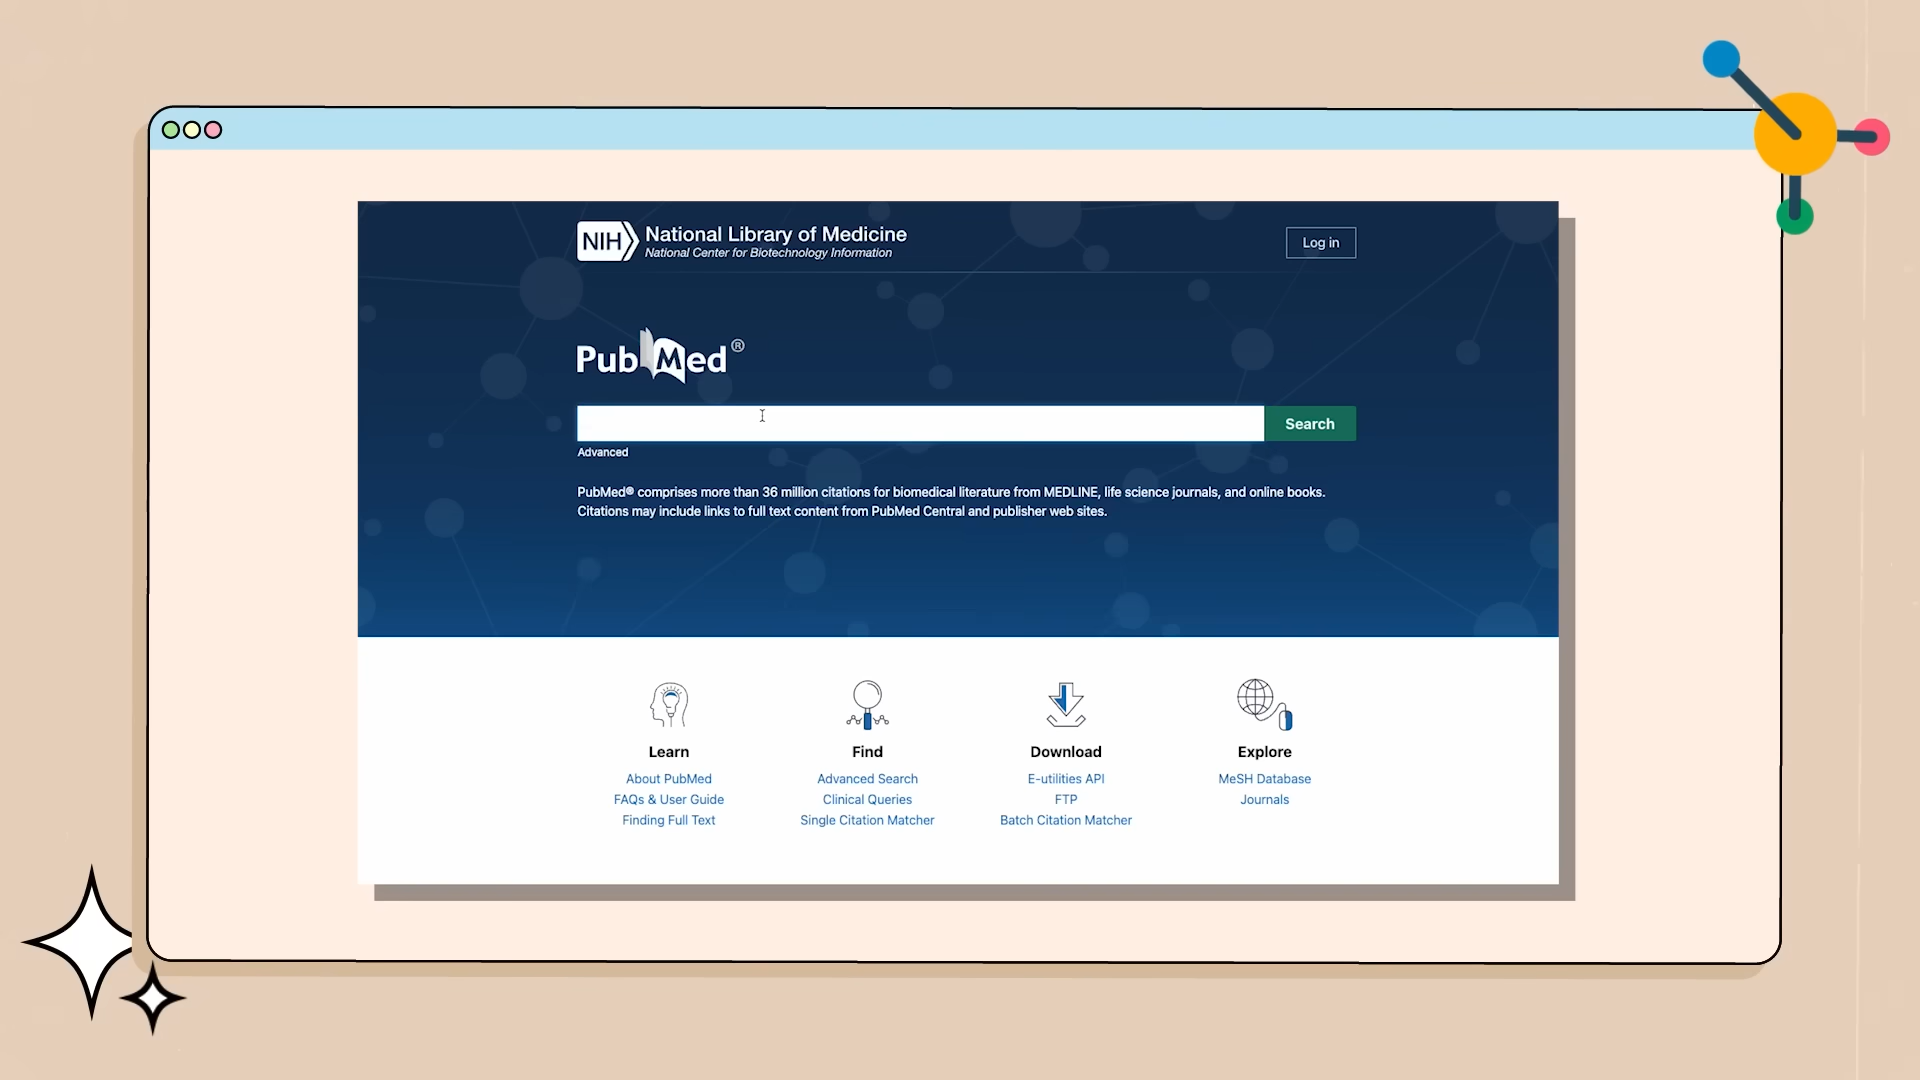 NIH National Library of Medicine
National Center for Biotechnology Information
Log in
PubMed®
Search
Advanced
PubMed® comprises more than 36 million citations for biomedical literature from MEDLINE, life science journals, and online books.
Citations may include links to full text content from PubMed Central and publisher web sites.
Learn
About PubMed
FAQs & User Guide
Finding Full Text
Find
Advanced Search
Clinical Queries
Single Citation Matcher
Download
E-utilities API
FTP
Batch Citation Matcher
Explore
MeSH Database
Journals